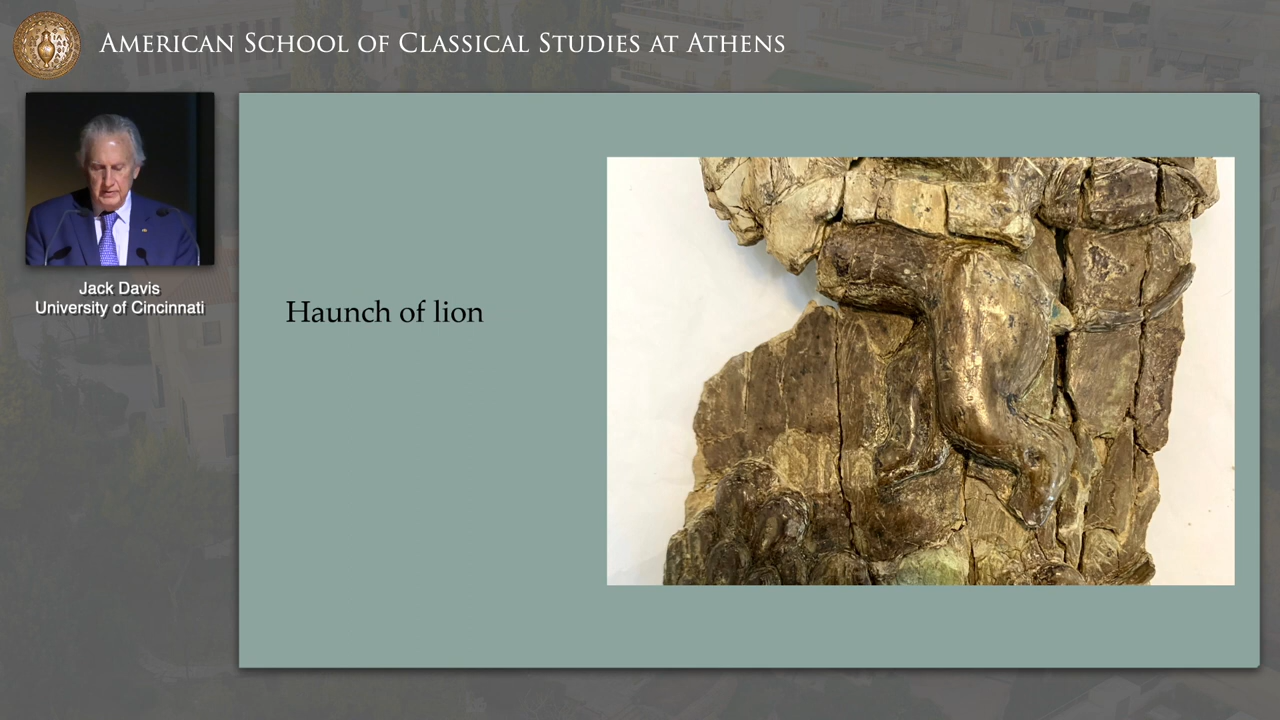 American School of Classical Studies at Athens
Jack Davis
University of Cincinnati
Haunch of lion